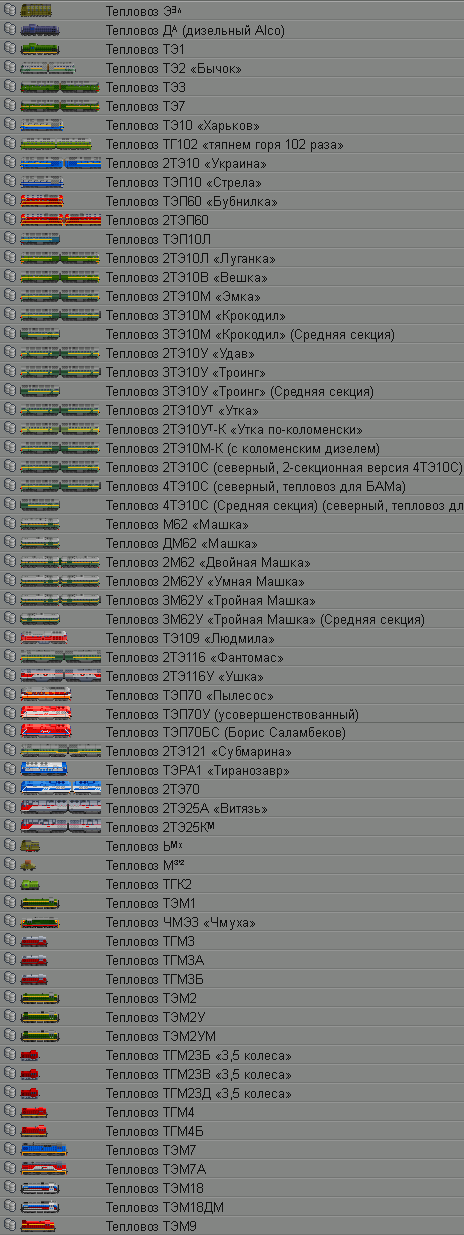 Тепловоз Ээл
Тепловоз Дᴬ (дизельный Alco)
Тепловоз ТЭ1
Тепловоз ТЭ2 «Бычок»
Тепловоз ТЭ3
Тепловоз ТЭ7
Тепловоз ТЭ10 «Харьков»
Тепловоз ТГ102 «тяпнем горя 102 раза»
Тепловоз 2ТЭ10 «Украина»
Тепловоз ТЭП10 «Стрела»
Тепловоз ТЭП60 «Бубнилка»
Тепловоз 2ТЭП60
Тепловоз ТЭП10Л
Тепловоз 2ТЭ10Л «Луганка»
Тепловоз 2ТЭ10В «Вешка»
Тепловоз 2ТЭ10М «Эмка»
Тепловоз 3ТЭ10М «Крокодил»
Тепловоз 3ТЭ10М «Крокодил» (Средняя секция)
Тепловоз 2ТЭ10У «Удав»
Тепловоз 3ТЭ10У «Троинг»
Тепловоз 3ТЭ10У «Троинг» (Средняя секция)
Тепловоз 2ТЭ10Уᵀ «Утка»
Тепловоз 2ТЭ10Уᵀ-К «Утка по-коломенски»
Тепловоз 2ТЭ10М-К (с коломенским дизелем)
Тепловоз 2ТЭ10С (северный, 2-секционная версия 4ТЭ10С)
Тепловоз 4ТЭ10С (северный, тепловоз для БАМа)
Тепловоз 4ТЭ10С (Средняя секция) (северный, тепловоз дл
Тепловоз М62 «Машка»
Тепловоз ДМ62 «Машка»
Тепловоз 2М62 «Двойная Машка»
Тепловоз 2М62У «Умная Машка»
Тепловоз 3М62У «Тройная Машка»
Тепловоз 3М62У «Тройная Машка» (Средняя секция)
Тепловоз ТЭ109 «Людмила»
Тепловоз 2ТЭ116 «Фантомас»
Тепловоз 2ТЭ116У «Ушка»
Тепловоз ТЭП70 «Пылесос»
Тепловоз ТЭП70У (усовершенствованный)
Тепловоз ТЭП70БС (Борис Саламбеков)
Тепловоз 2ТЭ121 «Субмарина»
Тепловоз ТЭРА1 «Тиранозавр»
Тепловоз 2ТЭ70
Тепловоз 2ТЭ25А «Витязь»
Тепловоз 2ТЭ25Кᴹ
Тепловоз Ьᴹˣ
Тепловоз Мᴲ³²
Тепловоз ТГК2
Тепловоз ТЭМ1
Тепловоз ЧМЭ3 «Чмуха»
Тепловоз ТГМ3
Тепловоз ТГМ3А
Тепловоз ТГМ3Б
Тепловоз ТЭМ2
Тепловоз ТЭМ2У
Тепловоз ТЭМ2УМ
Тепловоз ТГМ23Б «3,5 колеса»
Тепловоз ТГМ23В «3,5 колеса»
Тепловоз ТГМ23Д «3,5 колеса»
Тепловоз ТГМ4
Тепловоз ТГМ4Б
Тепловоз ТЭМ7
Тепловоз ТЭМ7А
Тепловоз ТЭМ18
Тепловоз ТЭМ18ДМ
Тепловоз ТЭМ9